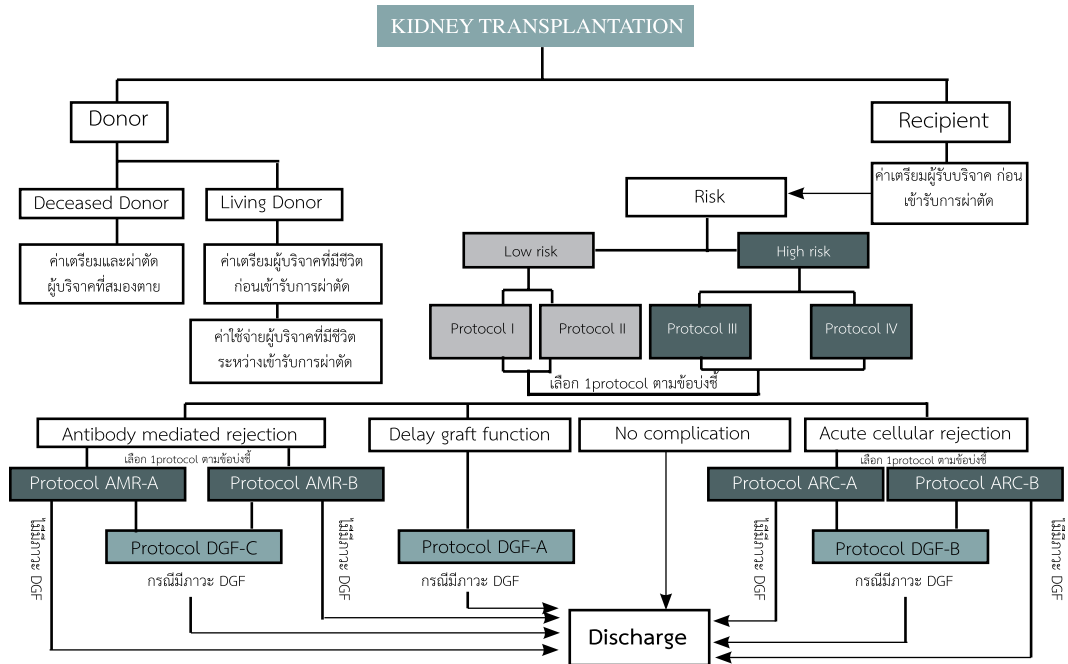 KIDNEY TRANSPLANTATION
Donor
Recipient
Deceased Donor
Living Donor
ค่าเตรียมและผ่าตัด
ผู้บริจาคที่สมองตาย
ค่าเตรียมผู้บริจาคที่มีชีวิต
ก่อนเข้ารับการผ่าตัด
ค่าใช้จ่ายผู้บริจาคที่มีชีวิต
ระหว่างเข้ารับการผ่าตัด
ค่าเตรียมผู้รับบริจาค ก่อน
เข้ารับการผ่าตัด
Risk
Low risk
High risk
Protocol I
Protocol II
Protocol III
Protocol IV
เลือก 1protocol ตามข้อบ่งชี้
Antibody mediated rejection
Delay graft function
No complication
Acute cellular rejection
เลือก 1protocol ตามข้อบ่งชี้
เลือก 1protocol ตามข้อบ่งชี้
Protocol AMR-A
Protocol AMR-B
Protocol ARC-A
Protocol ARC-B
Protocol DGF-C
Protocol DGF-A
Protocol DGF-B
ไม่มีภาวะ DGF
กรณีมีภาวะ DGF
ไม่มีภาวะ DGF
กรณีมีภาวะ DGF
ไม่มีภาวะ DGF
กรณีมีภาวะ DGF
ไม่มีภาวะ DGF
Discharge